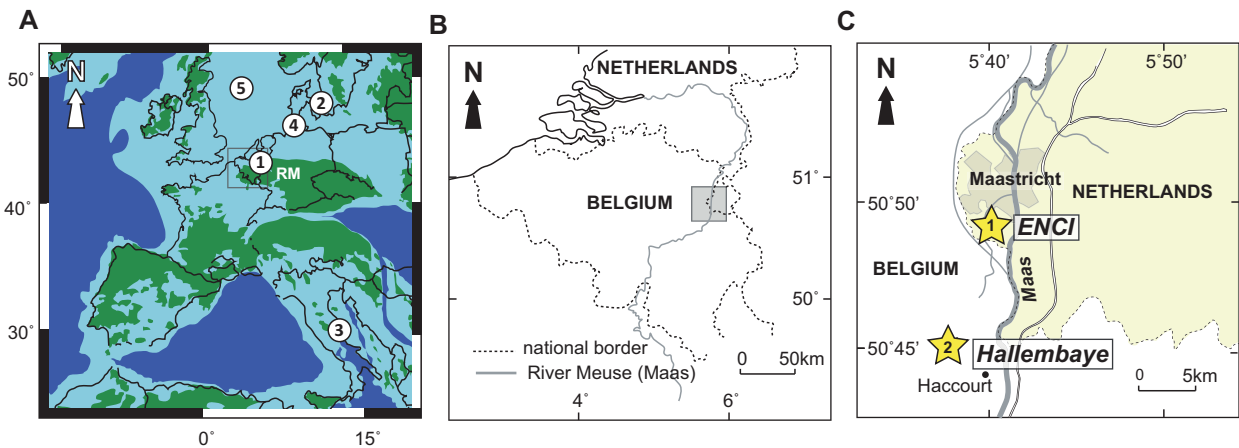 A
N
50°
40°
30°
0°
15°
5
2
4
1
RM
3
B
N
NETHERLANDS
BELGIUM
51°
50°
national border
River Meuse (Maas)
0 50km
4°
6°
C
5°40'
5°50'
N
Maastricht
NETHERLANDS
50°50'
1
ENCI
BELGIUM
Maas
50°45'
2
Hallembaye
Haccourt
0 5km